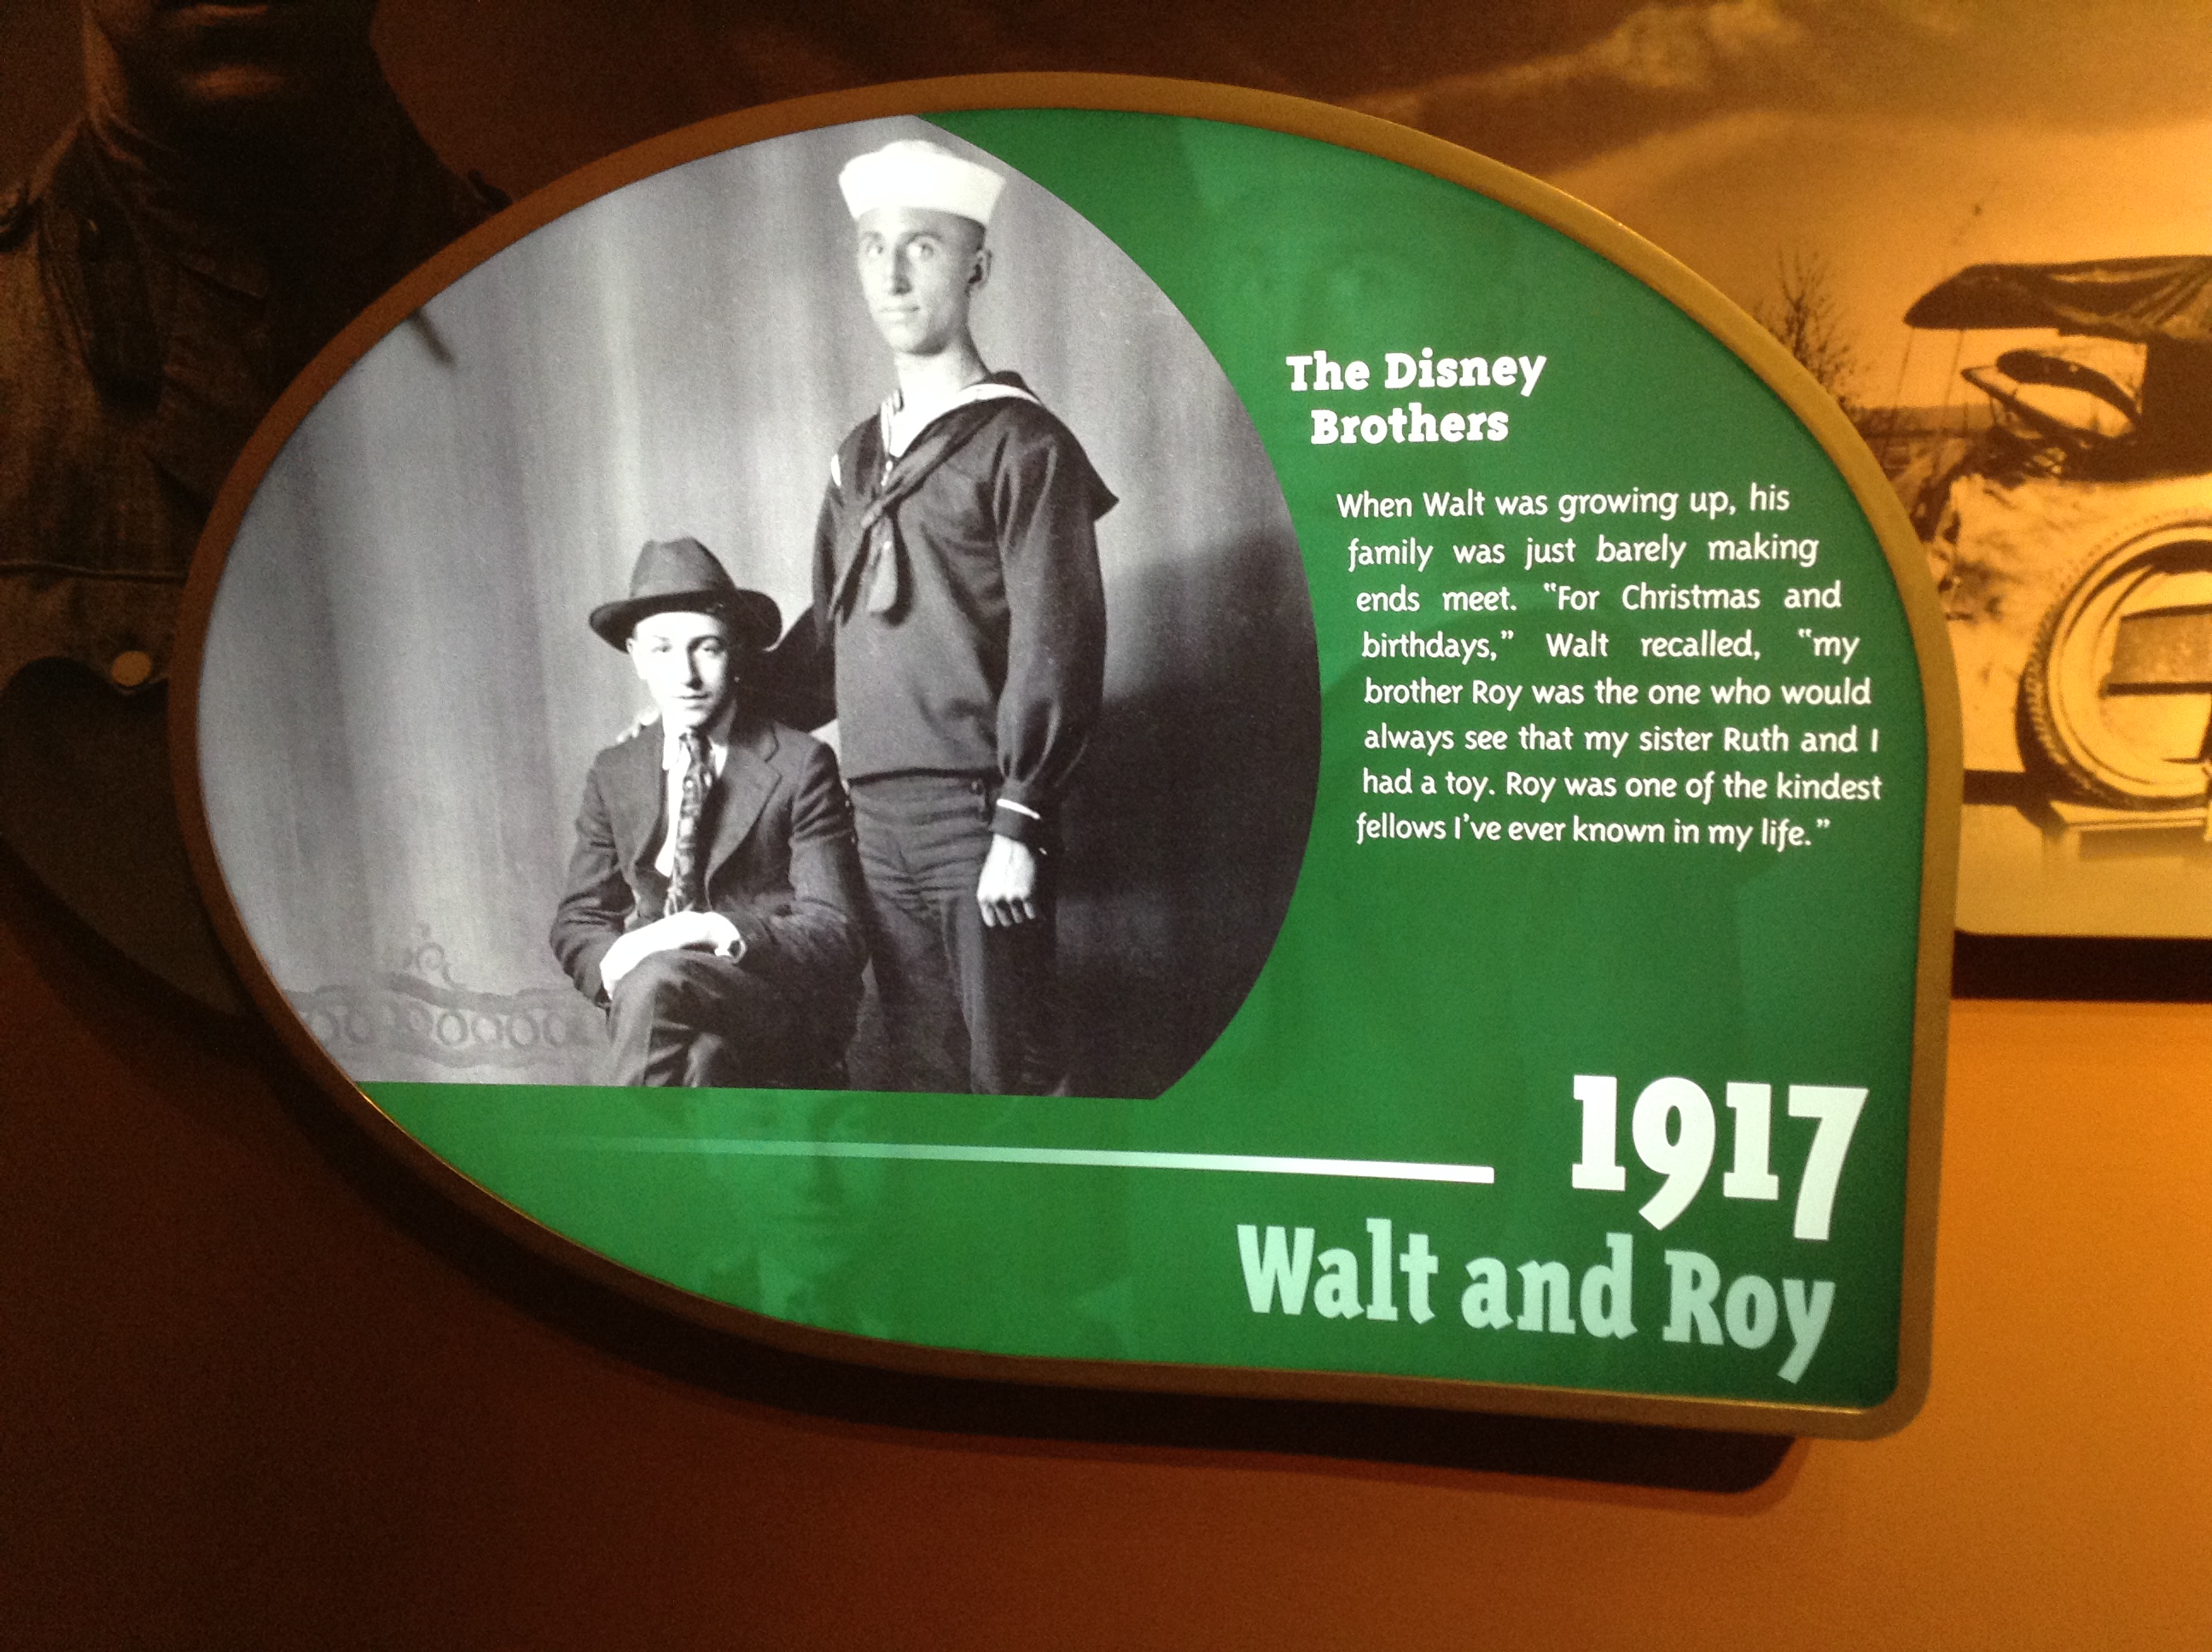 The Disney
Brothers
When Walt was growing up, his
family was just barely making
ends meet. "For Christmas and
birthdays," Walt recalled, "my
brother Roy was the one who would
always see that my sister Ruth and I
had a toy. Roy was one of the kindest
fellows I've ever known in my life."
1917
Walt and Roy